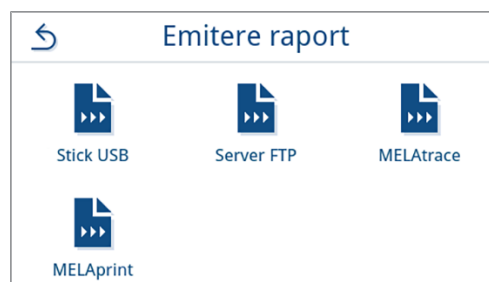 Emitere raport
Stick USB
Server FTP
MELAtrace
MELAprint